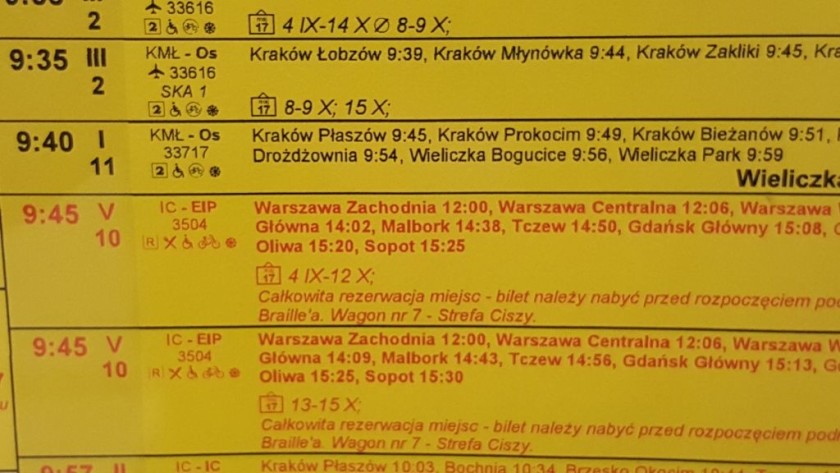 33616
2
4 IX-14 X Ø 8-9 X;
9:35 III KMŁ - Os Kraków Łobzów 9:39, Kraków Młynówka 9:44, Kraków Zakliki 9:45,
33616
2 SKA 1
2 17 8-9 X; 15 X;
9:40 I KMŁ - Os Kraków Płaszów 9:45, Kraków Prokocim 9:49, Kraków Bieżanów 9:51,
11 33717 Drożdżownia 9:54, Wieliczka Bogucice 9:56, Wieliczka Park 9:59
2 Wieliczka
9:45 V IC - EIP Warszawa Zachodnia 12:00, Warszawa Centralna 12:06, Warszawa
10 3504 Główna 14:02, Malbork 14:38, Tczew 14:50, Gdańsk Główny 15:08,
R Oliwa 15:20, Sopot 15:25
17 4 IX-12 X;
Całkowita rezerwacja miejsc - bilet należy nabyć przed rozpoczęciem
Braille'a. Wagon nr 7 - Strefa Ciszy.
9:45 V IC - EIP Warszawa Zachodnia 12:00, Warszawa Centralna 12:06, Warszawa
10 3504 Główna 14:09, Malbork 14:43, Tczew 14:56, Gdańsk Główny 15:13,
R Oliwa 15:25, Sopot 15:30
17 13-15 X;
Całkowita rezerwacja miejsc - bilet należy nabyć przed rozpoczęciem
Braille'a. Wagon nr 7 - Strefa Ciszy.
9:57 II IC - IC Kraków Płaszów 10:03, Bochnia 10:34, Brzesko Okocim